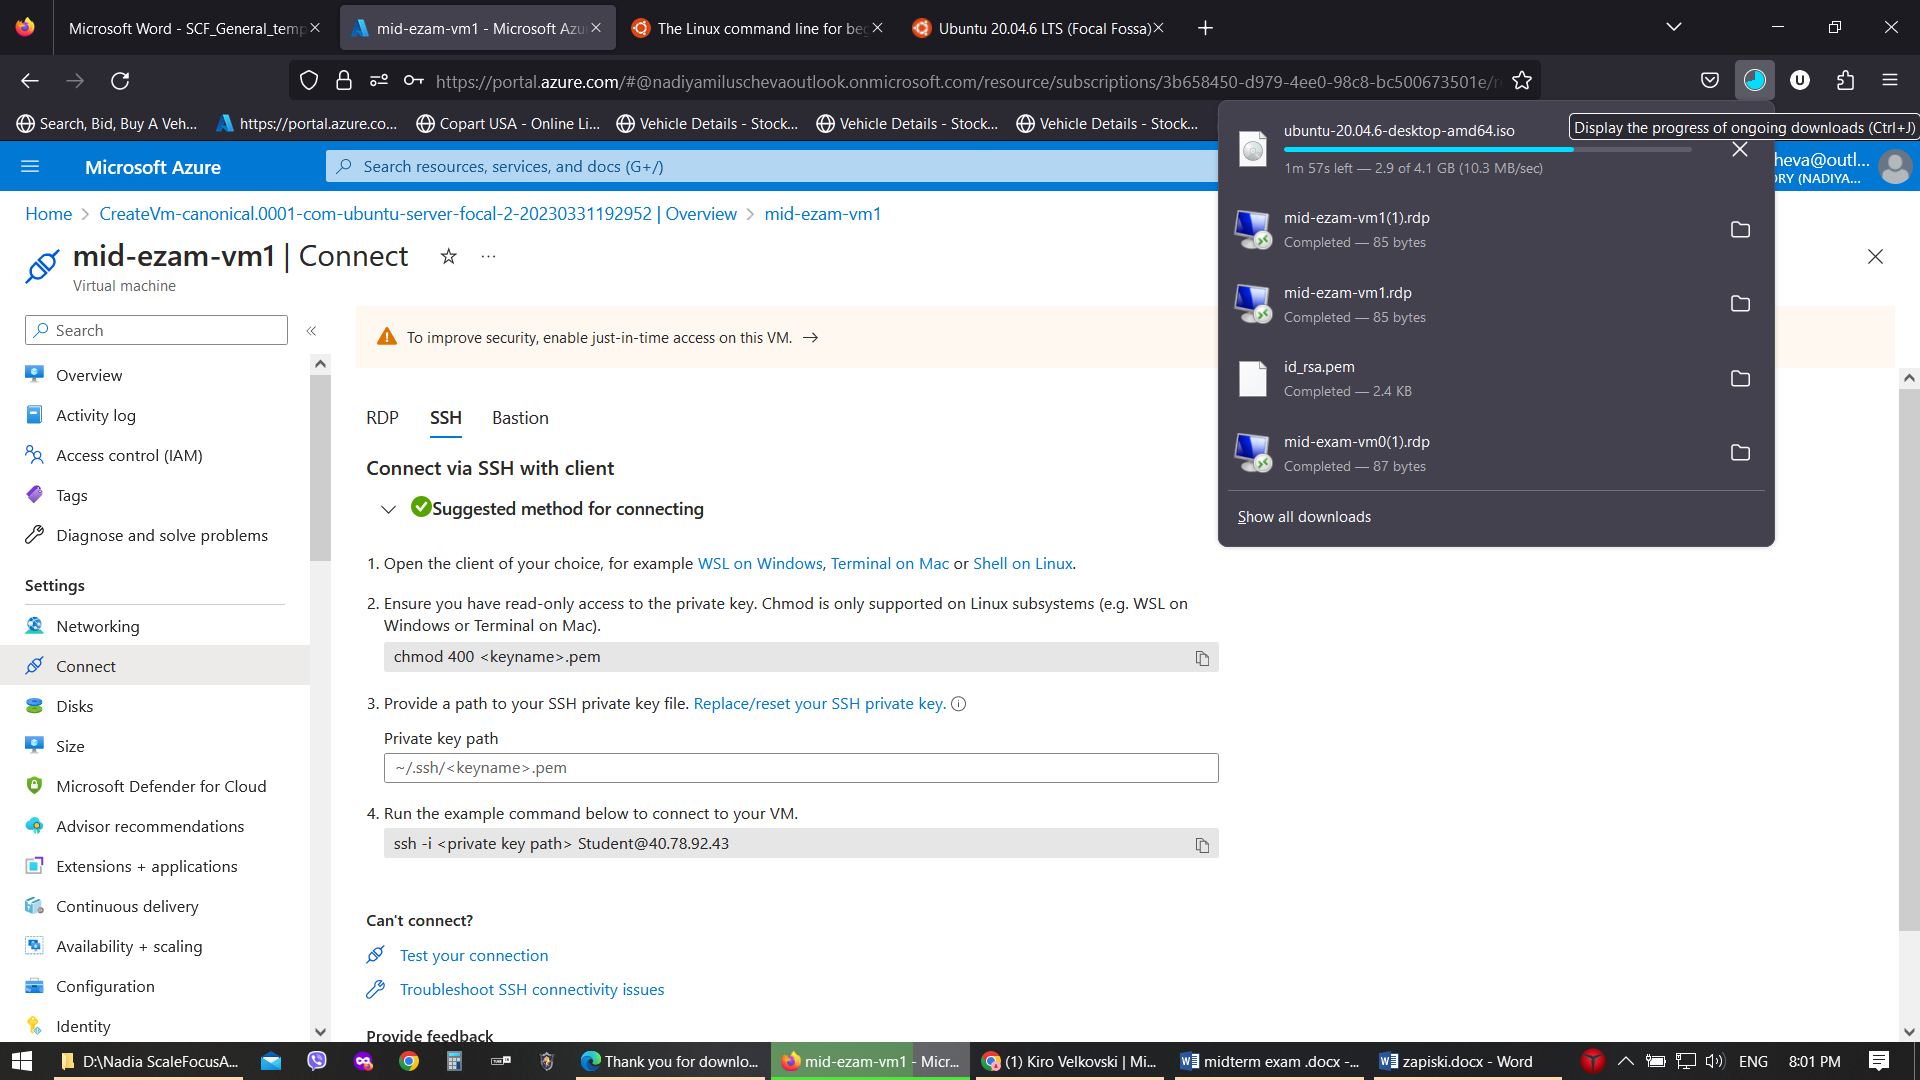 Microsoft Word - SCF_General_temp
mid-ezam-vm1 - Microsoft Azu
The Linux command line for beg
Ubuntu 20.04.6 LTS (Focal Fossa)
https://portal.azure.com/#@nadiyamiluschevaoutlook.onmicrosoft.com/resource/subscriptions/3b658450-d979-4ee0-98c8-bc500673501e/re
Search, Bid, Buy A Veh...
https://portal.azure.co...
Copart USA - Online Li...
Vehicle Details - Stock...
Vehicle Details - Stock...
Vehicle Details - Stock...
Display the progress of ongoing downloads (Ctrl+J)
ubuntu-20.04.6-desktop-amd64.iso
1m 57s left — 2.9 of 4.1 GB (10.3 MB/sec)
mid-ezam-vm1(1).rdp
Completed — 85 bytes
mid-ezam-vm1.rdp
Completed — 85 bytes
id_rsa.pem
Completed — 2.4 KB
mid-exam-vm0(1).rdp
Completed — 87 bytes
Show all downloads
Microsoft Azure
Search resources, services, and docs (G+/)
heva@outl...
ORY (NADIYA...
Home > CreateVm-canonical.0001-com-ubuntu-server-focal-2-20230331192952 | Overview > mid-ezam-vm1
mid-ezam-vm1 | Connect
Virtual machine
Search
Overview
Activity log
Access control (IAM)
Tags
Diagnose and solve problems
Settings
Networking
Connect
Disks
Size
Microsoft Defender for Cloud
Advisor recommendations
Extensions + applications
Continuous delivery
Availability + scaling
Configuration
Identity
To improve security, enable just-in-time access on this VM.
RDP SSH Bastion
Connect via SSH with client
Suggested method for connecting
1. Open the client of your choice, for example WSL on Windows, Terminal on Mac or Shell on Linux.
2. Ensure you have read-only access to the private key. Chmod is only supported on Linux subsystems (e.g. WSL on
Windows or Terminal on Mac).
chmod 400 <keyname>.pem
3. Provide a path to your SSH private key file. Replace/reset your SSH private key.
Private key path
~/.ssh/<keyname>.pem
4. Run the example command below to connect to your VM.
ssh -i <private key path> Student@40.78.92.43
Can't connect?
Test your connection
Troubleshoot SSH connectivity issues
Provide feedback
D:\Nadia ScaleFocusA...
Thank you for downlo...
mid-ezam-vm1 - Micr...
(1) Kiro Velkovski | Mi...
midterm exam .docx -...
zapiski.docx - Word
ENG
8:01 PM